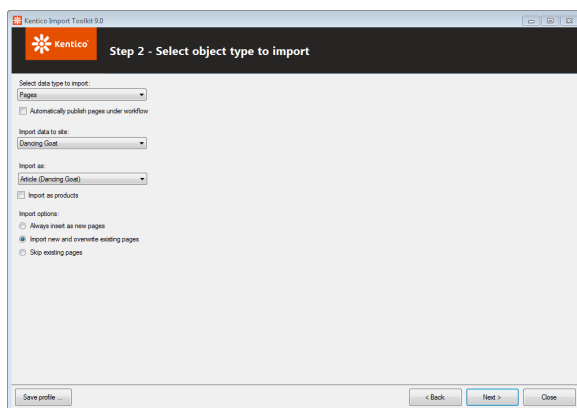 Kentico Import Toolkit 9.0
Kentico
Step 2 - Select object type to import
Select data type to import:
Pages
Automatically publish pages under workflow
Import data to site:
Dancing Goat
Import as:
Article (Dancing Goat)
Import as products
Import options:
Always insert as new pages
Import new and overwrite existing pages
Skip existing pages
Save profile ...
< Back
Next >
Close